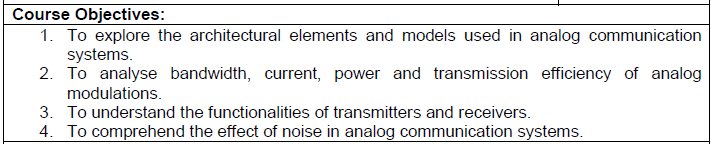 Course Objectives:
1. To explore the architectural elements and models used in analog communication
systems.
2. To analyse bandwidth, current, power and transmission efficiency of analog
modulations.
3. To understand the functionalities of transmitters and receivers.
4. To comprehend the effect of noise in analog communication systems.